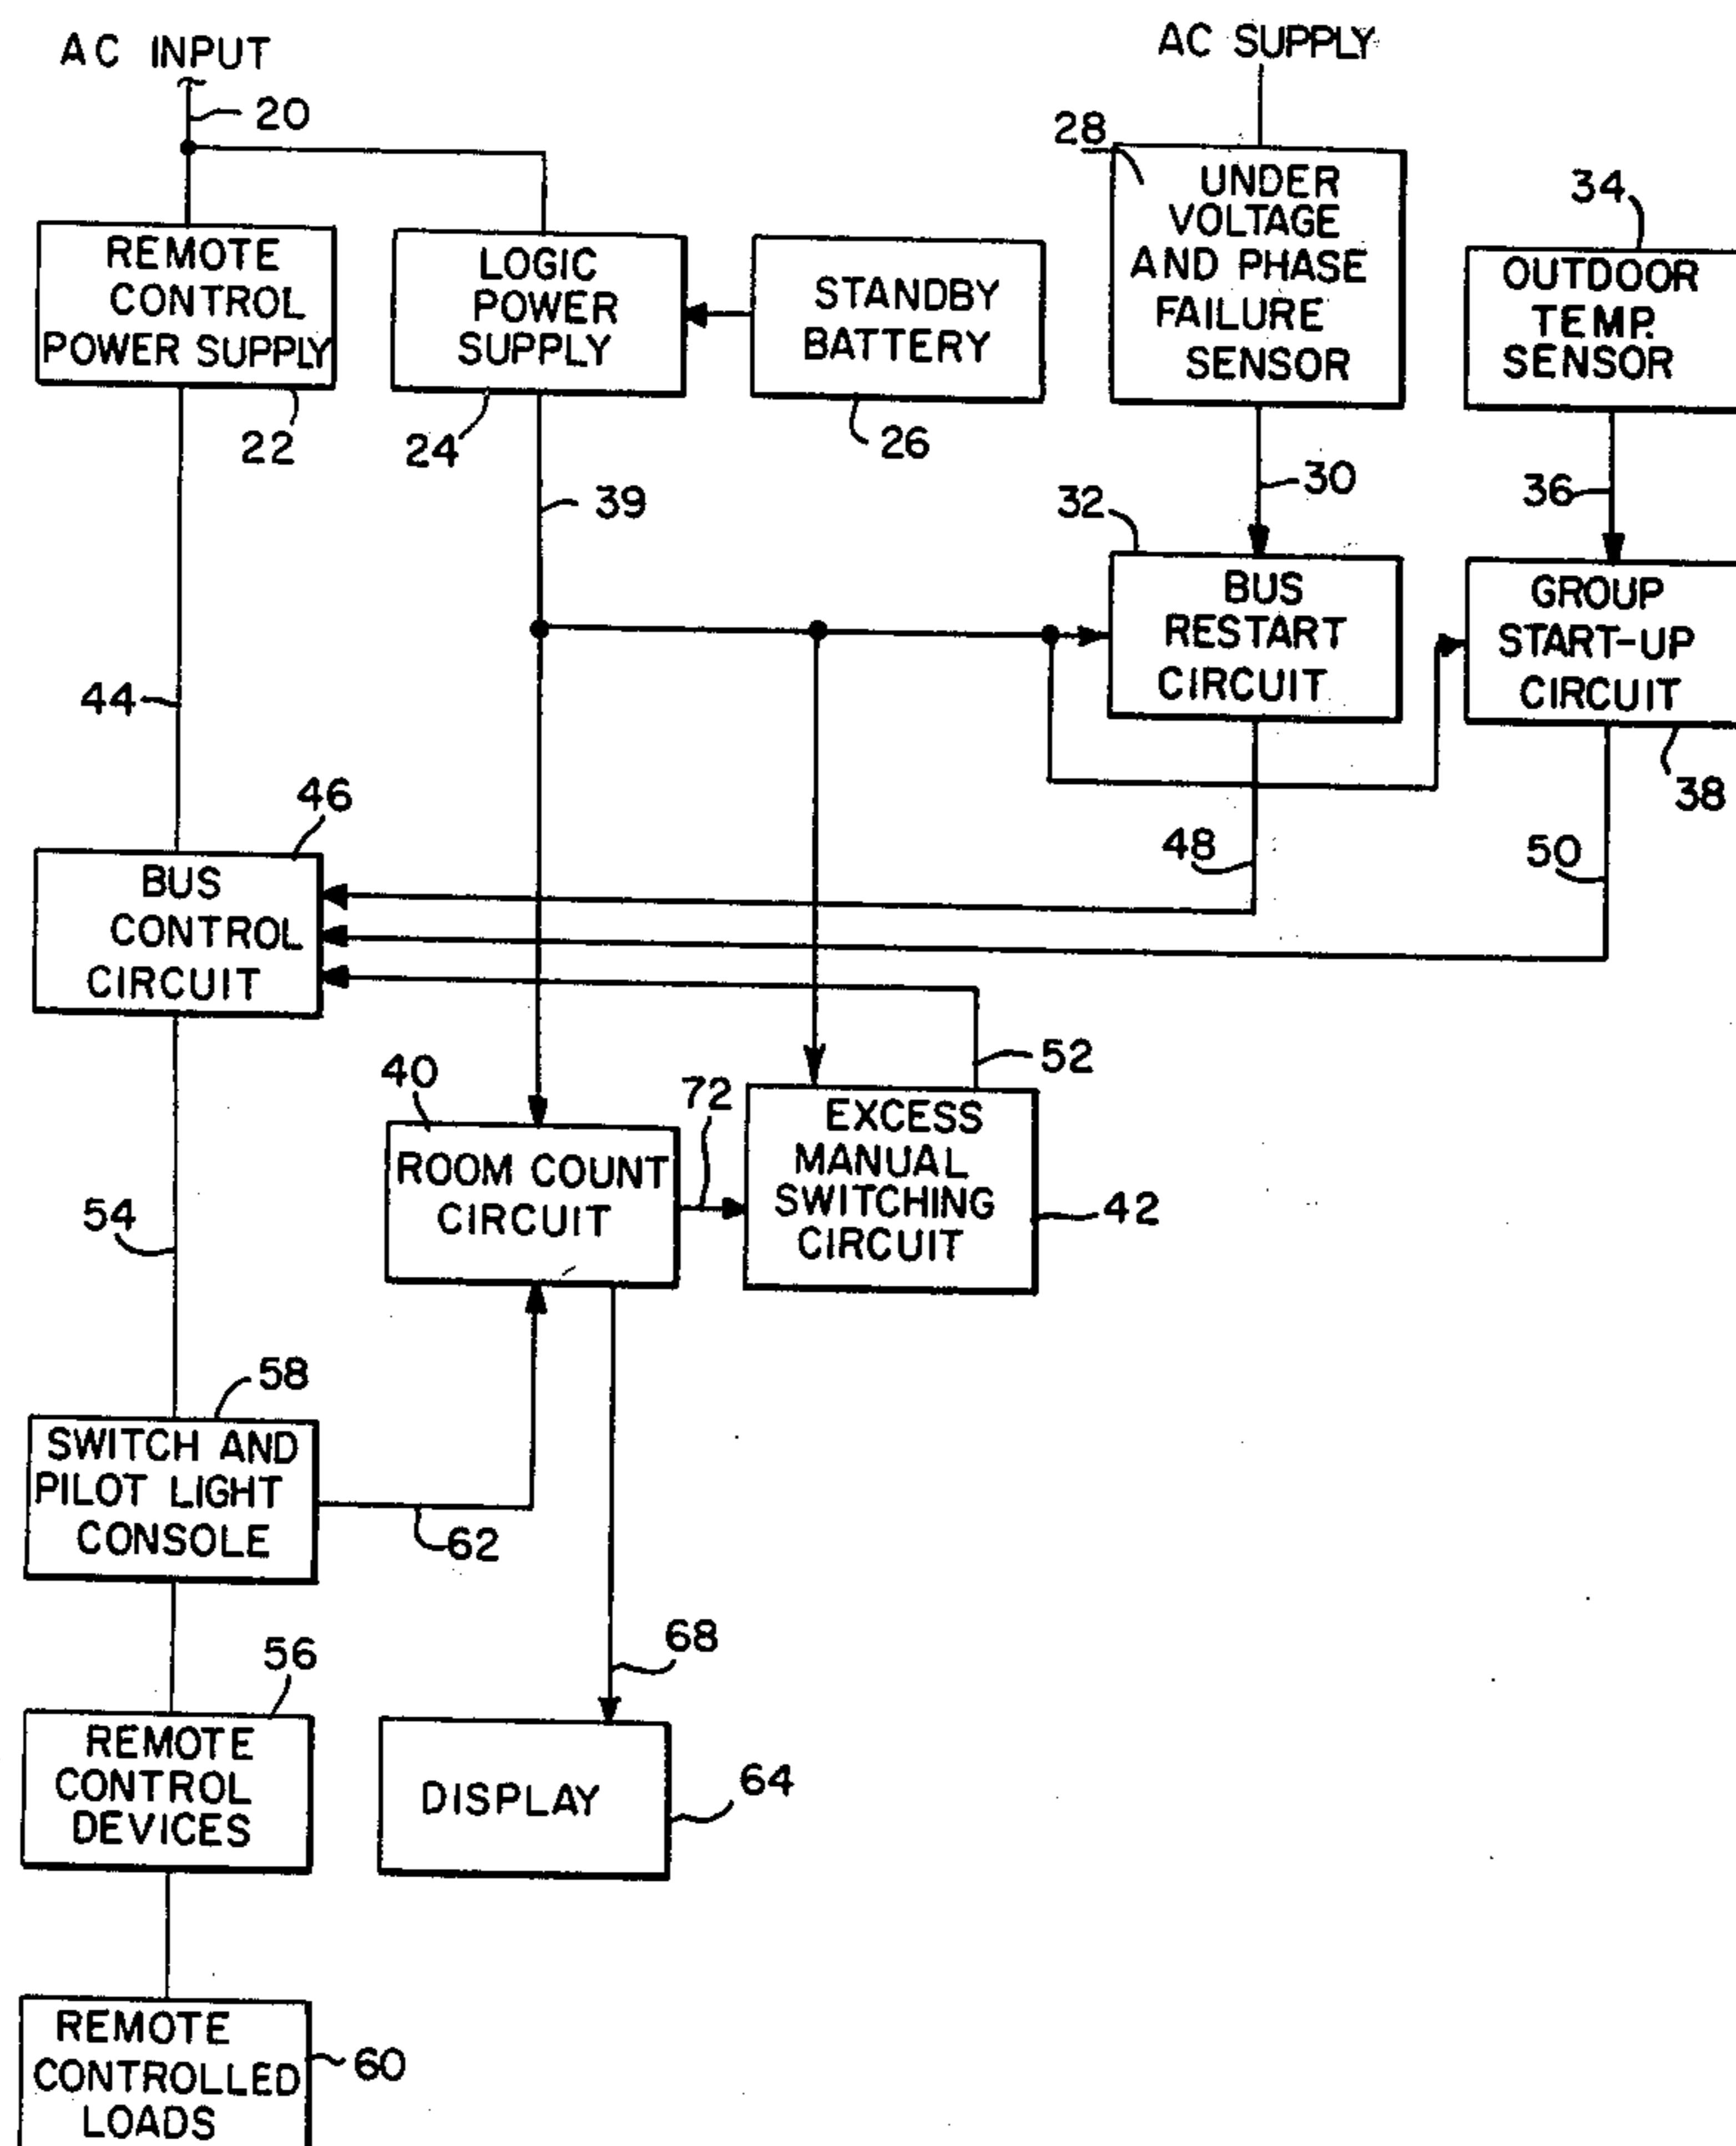 AC INPUT
20
AC SUPPLY
28
UNDER
VOLTAGE
AND PHASE
FAILURE
SENSOR
34
OUTDOOR
TEMP.
SENSOR
REMOTE
CONTROL
POWER SUPPLY
22
LOGIC
POWER
SUPPLY
24
STANDBY
BATTERY
26
39
30
36
32
BUS
RESTART
CIRCUIT
GROUP
START-UP
CIRCUIT
38
44
46
BUS
CONTROL
CIRCUIT
48
50
52
40
ROOM COUNT
CIRCUIT
72
EXCESS
MANUAL
SWITCHING
CIRCUIT
42
54
58
SWITCH AND
PILOT LIGHT
CONSOLE
62
68
56
REMOTE
CONTROL
DEVICES
DISPLAY
64
REMOTE
CONTROLLED
LOADS
60